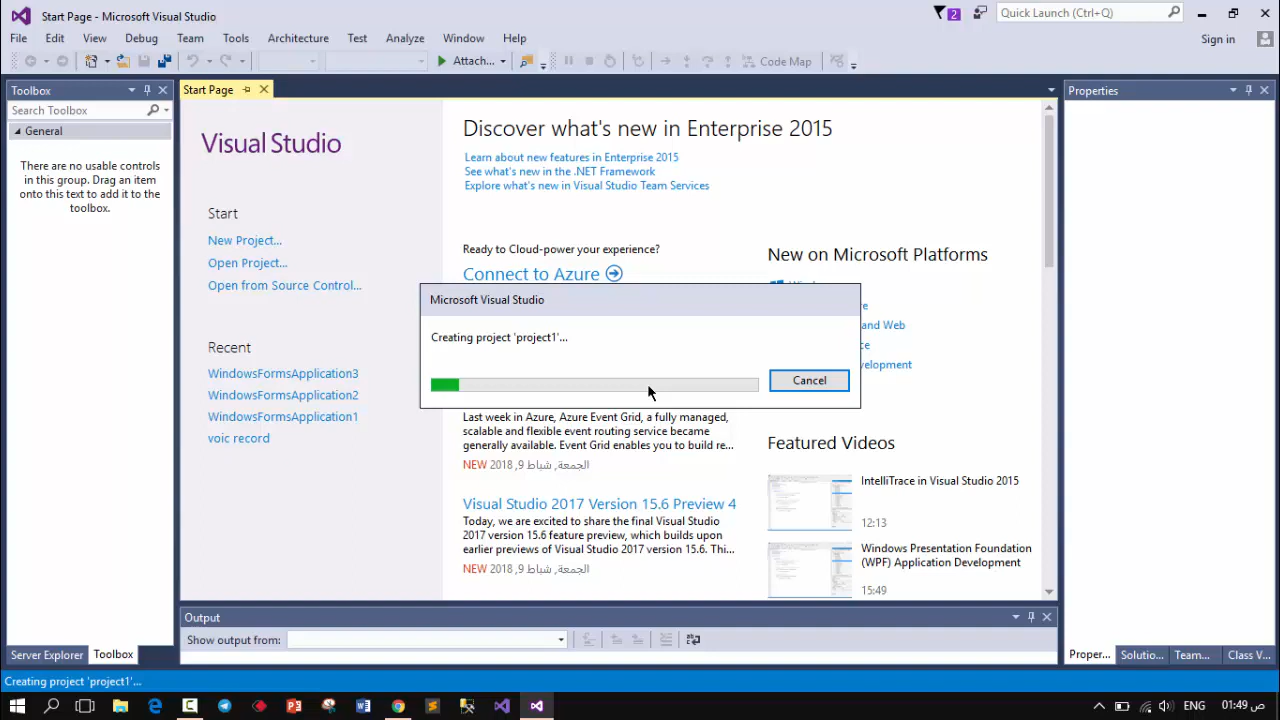 Start Page - Microsoft Visual Studio
2
Quick Launch (Ctrl+Q)
File Edit View Debug Team Tools Architecture Test Analyze Window Help
Sign in
Attach...
Code Map
Toolbox
Search Toolbox
General
There are no usable controls
in this group. Drag an item
onto this text to add it to the
toolbox.
Server Explorer
Toolbox
Start Page
Visual Studio
Start
New Project...
Open Project...
Open from Source Control...
Recent
WindowsFormsApplication3
WindowsFormsApplication2
WindowsFormsApplication1
voic record
Discover what's new in Enterprise 2015
Learn about new features in Enterprise 2015
See what's new in the .NET Framework
Explore what's new in Visual Studio Team Services
Ready to Cloud-power your experience?
Connect to Azure
New on Microsoft Platforms
and Web
Microsoft Visual Studio
Creating project 'project1'...
Cancel
Last week in Azure, Azure Event Grid, a fully managed,
scalable and flexible event routing service became
generally available. Event Grid enables you to build re...
NEW الجمعة, شباط 9, 2018
Visual Studio 2017 Version 15.6 Preview 4
Today, we are excited to share the final Visual Studio
2017 version 15.6 feature preview, which builds upon
earlier previews of Visual Studio 2017 version 15.6. Thi...
NEW الجمعة, شباط 9, 2018
Featured Videos
IntelliTrace in Visual Studio 2015
12:13
Windows Presentation Foundation
(WPF) Application Development
15:49
Output
Show output from:
Properties
Proper... Solutio... Team... Class V...
Creating project 'project1'...
ENG
01:49 ص